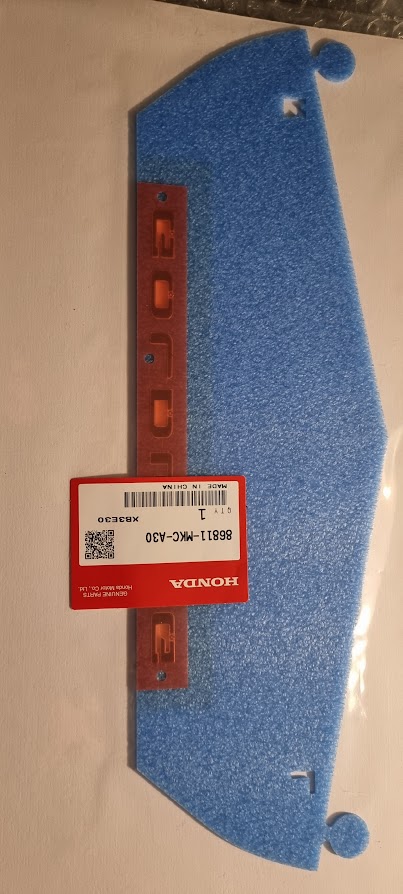 HONDA
GENUINE PARTS
Honda Motor Co., Ltd.
86811-MKC-A30
QTY
1
XB3E30
MADE IN CHINA
L